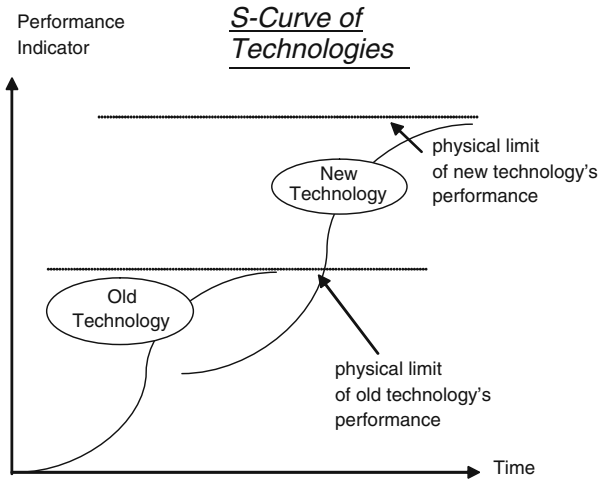 Performance
Indicator
S-Curve of
Technologies
physical limit
of new technology's
performance
New
Technology
Old
Technology
physical limit
of old technology's
performance
Time